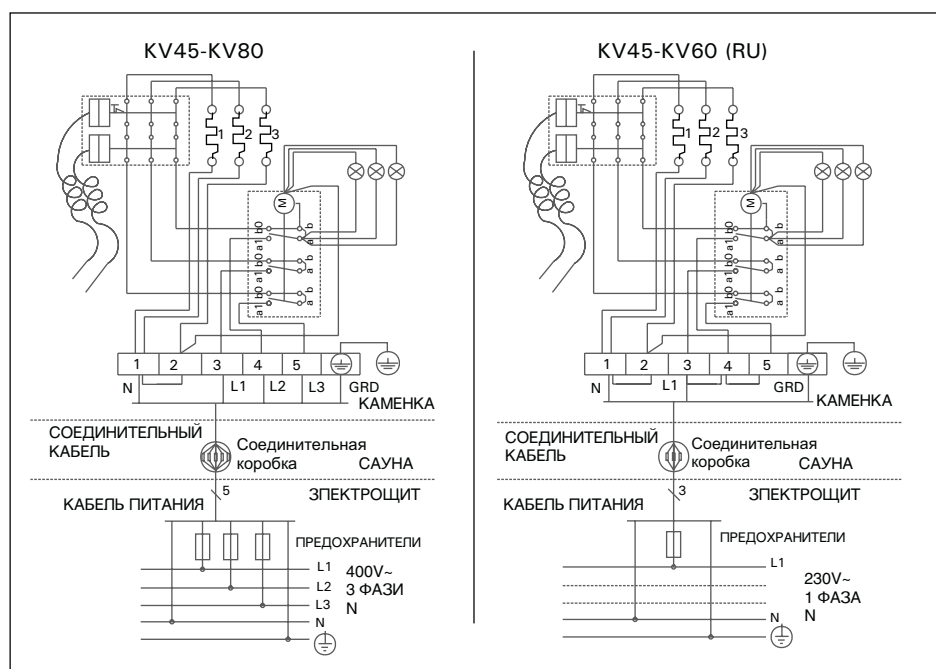 KV45-KV80
1 2 3
M
b0 b
a1 a
b0 b
a1 a
b0 b
a1 a
1 2 3 4 5
N L1 L2 L3 GRD
КАМЕНКА
СОЕДИНИТЕЛЬНЫЙ
КАБЕЛЬ
Соединительная
коробка
САУНА
5
КАБЕЛЬ ПИТАНИЯ
ЗПЕКТРОЩИТ
ПРЕДОХРАНИТЕЛИ
L1
L2
L3
N
400V~
3 ФАЗИ
N
KV45-KV60 (RU)
1 2 3
M
b0 b
a1 a
b0 b
a1 a
b0 b
a1 a
1 2 3 4 5
N L1 GRD
КАМЕНКА
СОЕДИНИТЕЛЬНЫЙ
КАБЕЛЬ
Соединительная
коробка
САУНА
3
КАБЕЛЬ ПИТАНИЯ
ЗПЕКТРОЩИТ
ПРЕДОХРАНИТЕЛИ
L1
230V~
1 ФАЗА
N N